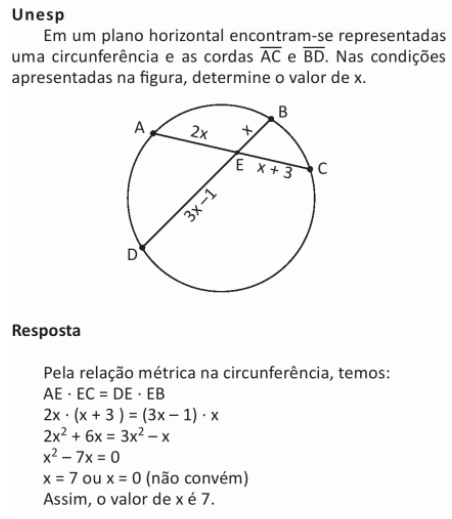 Unesp
Em um plano horizontal encontram-se representadas
uma circunferência e as cordas AC e BD. Nas condições
apresentadas na figura, determine o valor de x.
B
A
2x
x
E
x + 3
C
3x – 1
D
Resposta
Pela relação métrica na circunferência, temos:
AE · EC = DE · EB
2x · (x + 3 ) = (3x – 1) · x
2x² + 6x = 3x² – x
x² – 7x = 0
x = 7 ou x = 0 (não convém)
Assim, o valor de x é 7.